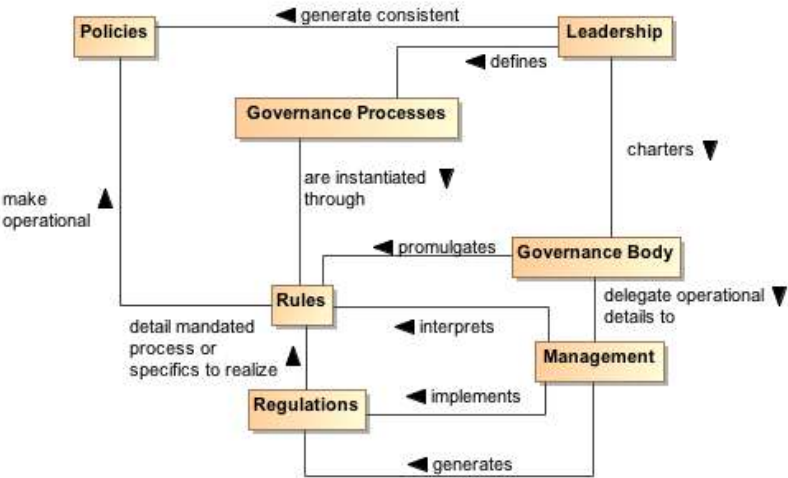 generate consistent
Policies
Leadership
defines
Governance Processes
charters
are instantiated
through
make
operational
promulgates
Governance Body
delegate operational
details to
Rules
detail mandated
process or
specifics to realize
interprets
Management
implements
Regulations
generates